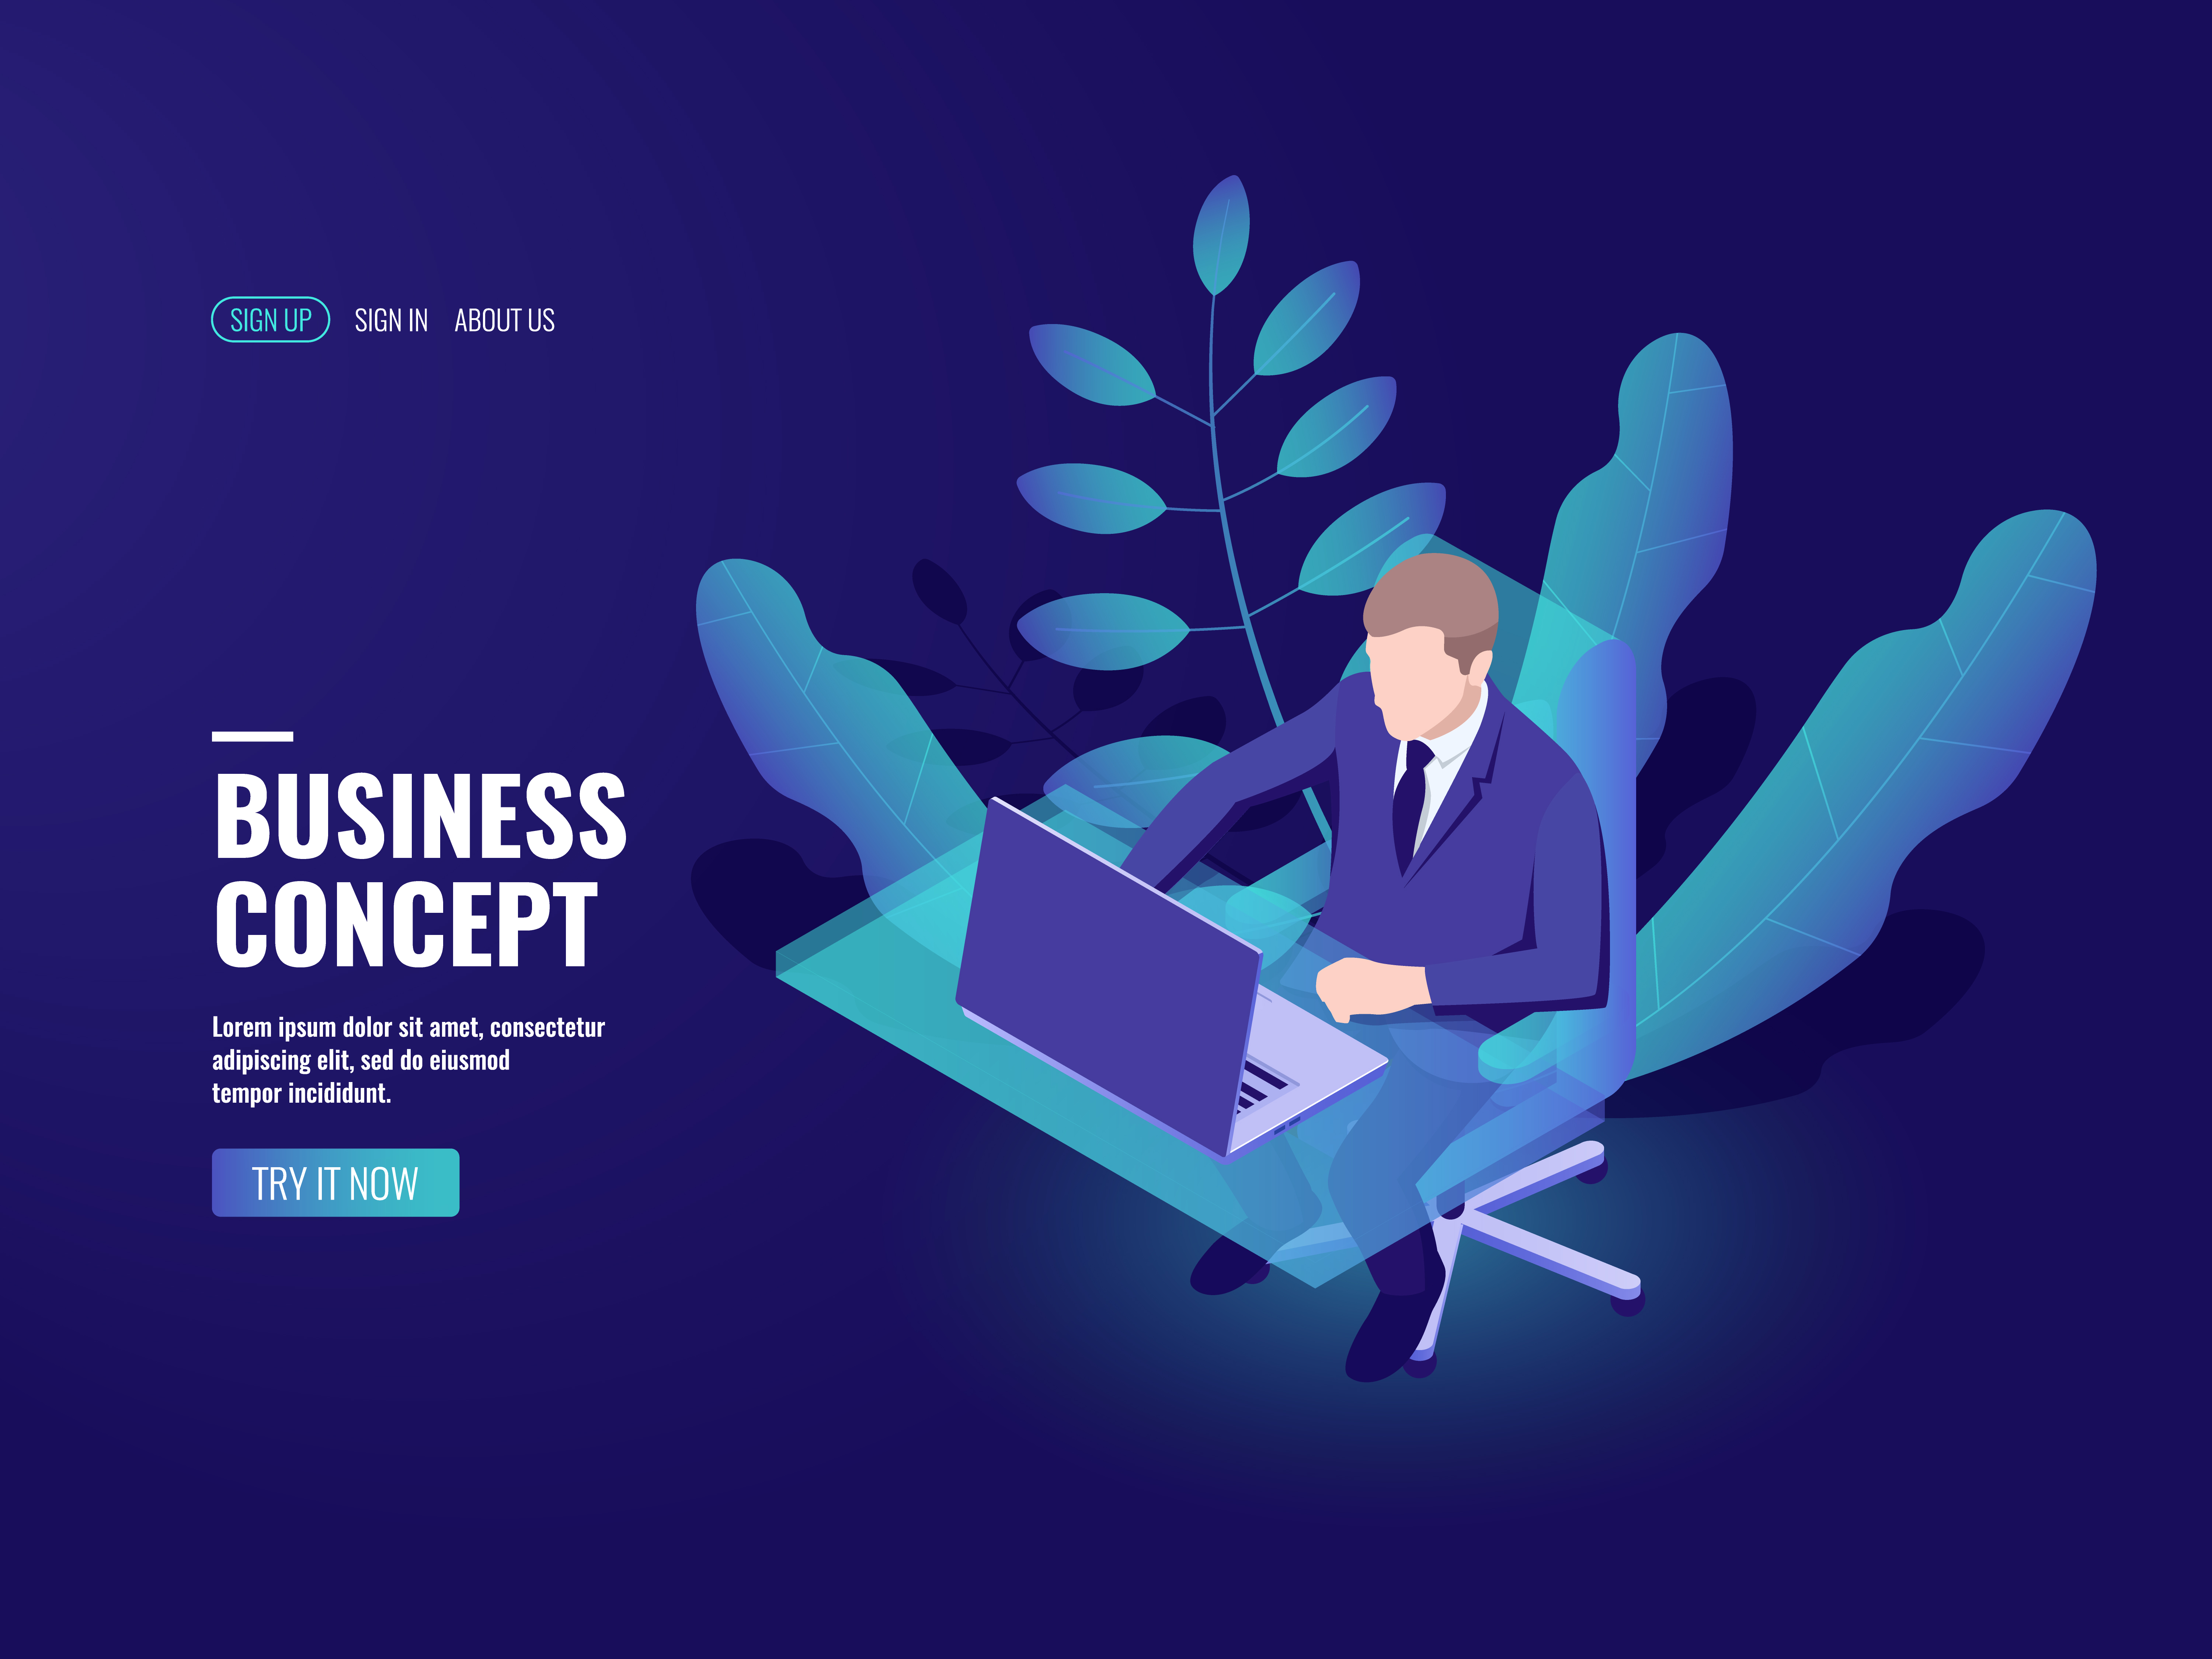 SIGN UP SIGN IN ABOUT US
BUSINESS
CONCEPT
Lorem ipsum dolor sit amet, consectetur
adipiscing elit, sed do eiusmod
tempor incididunt.
TRY IT NOW